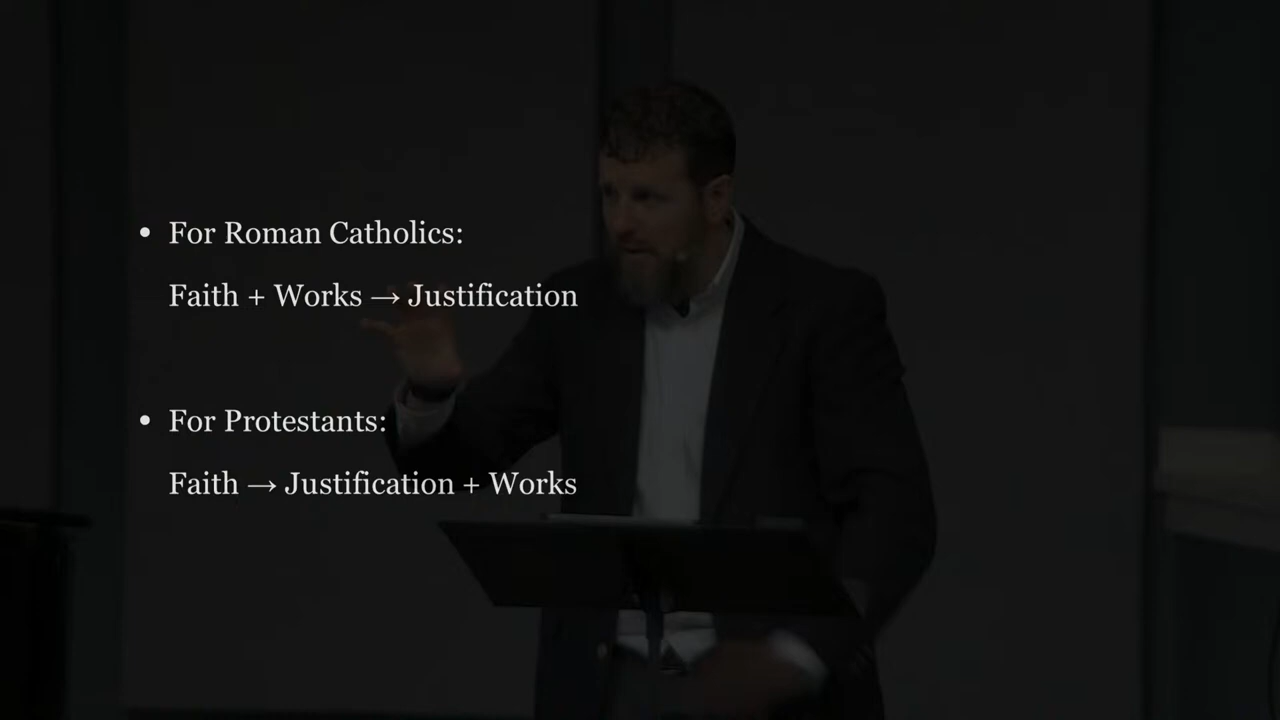 • For Roman Catholics:
Faith + Works → Justification
• For Protestants:
Faith → Justification + Works